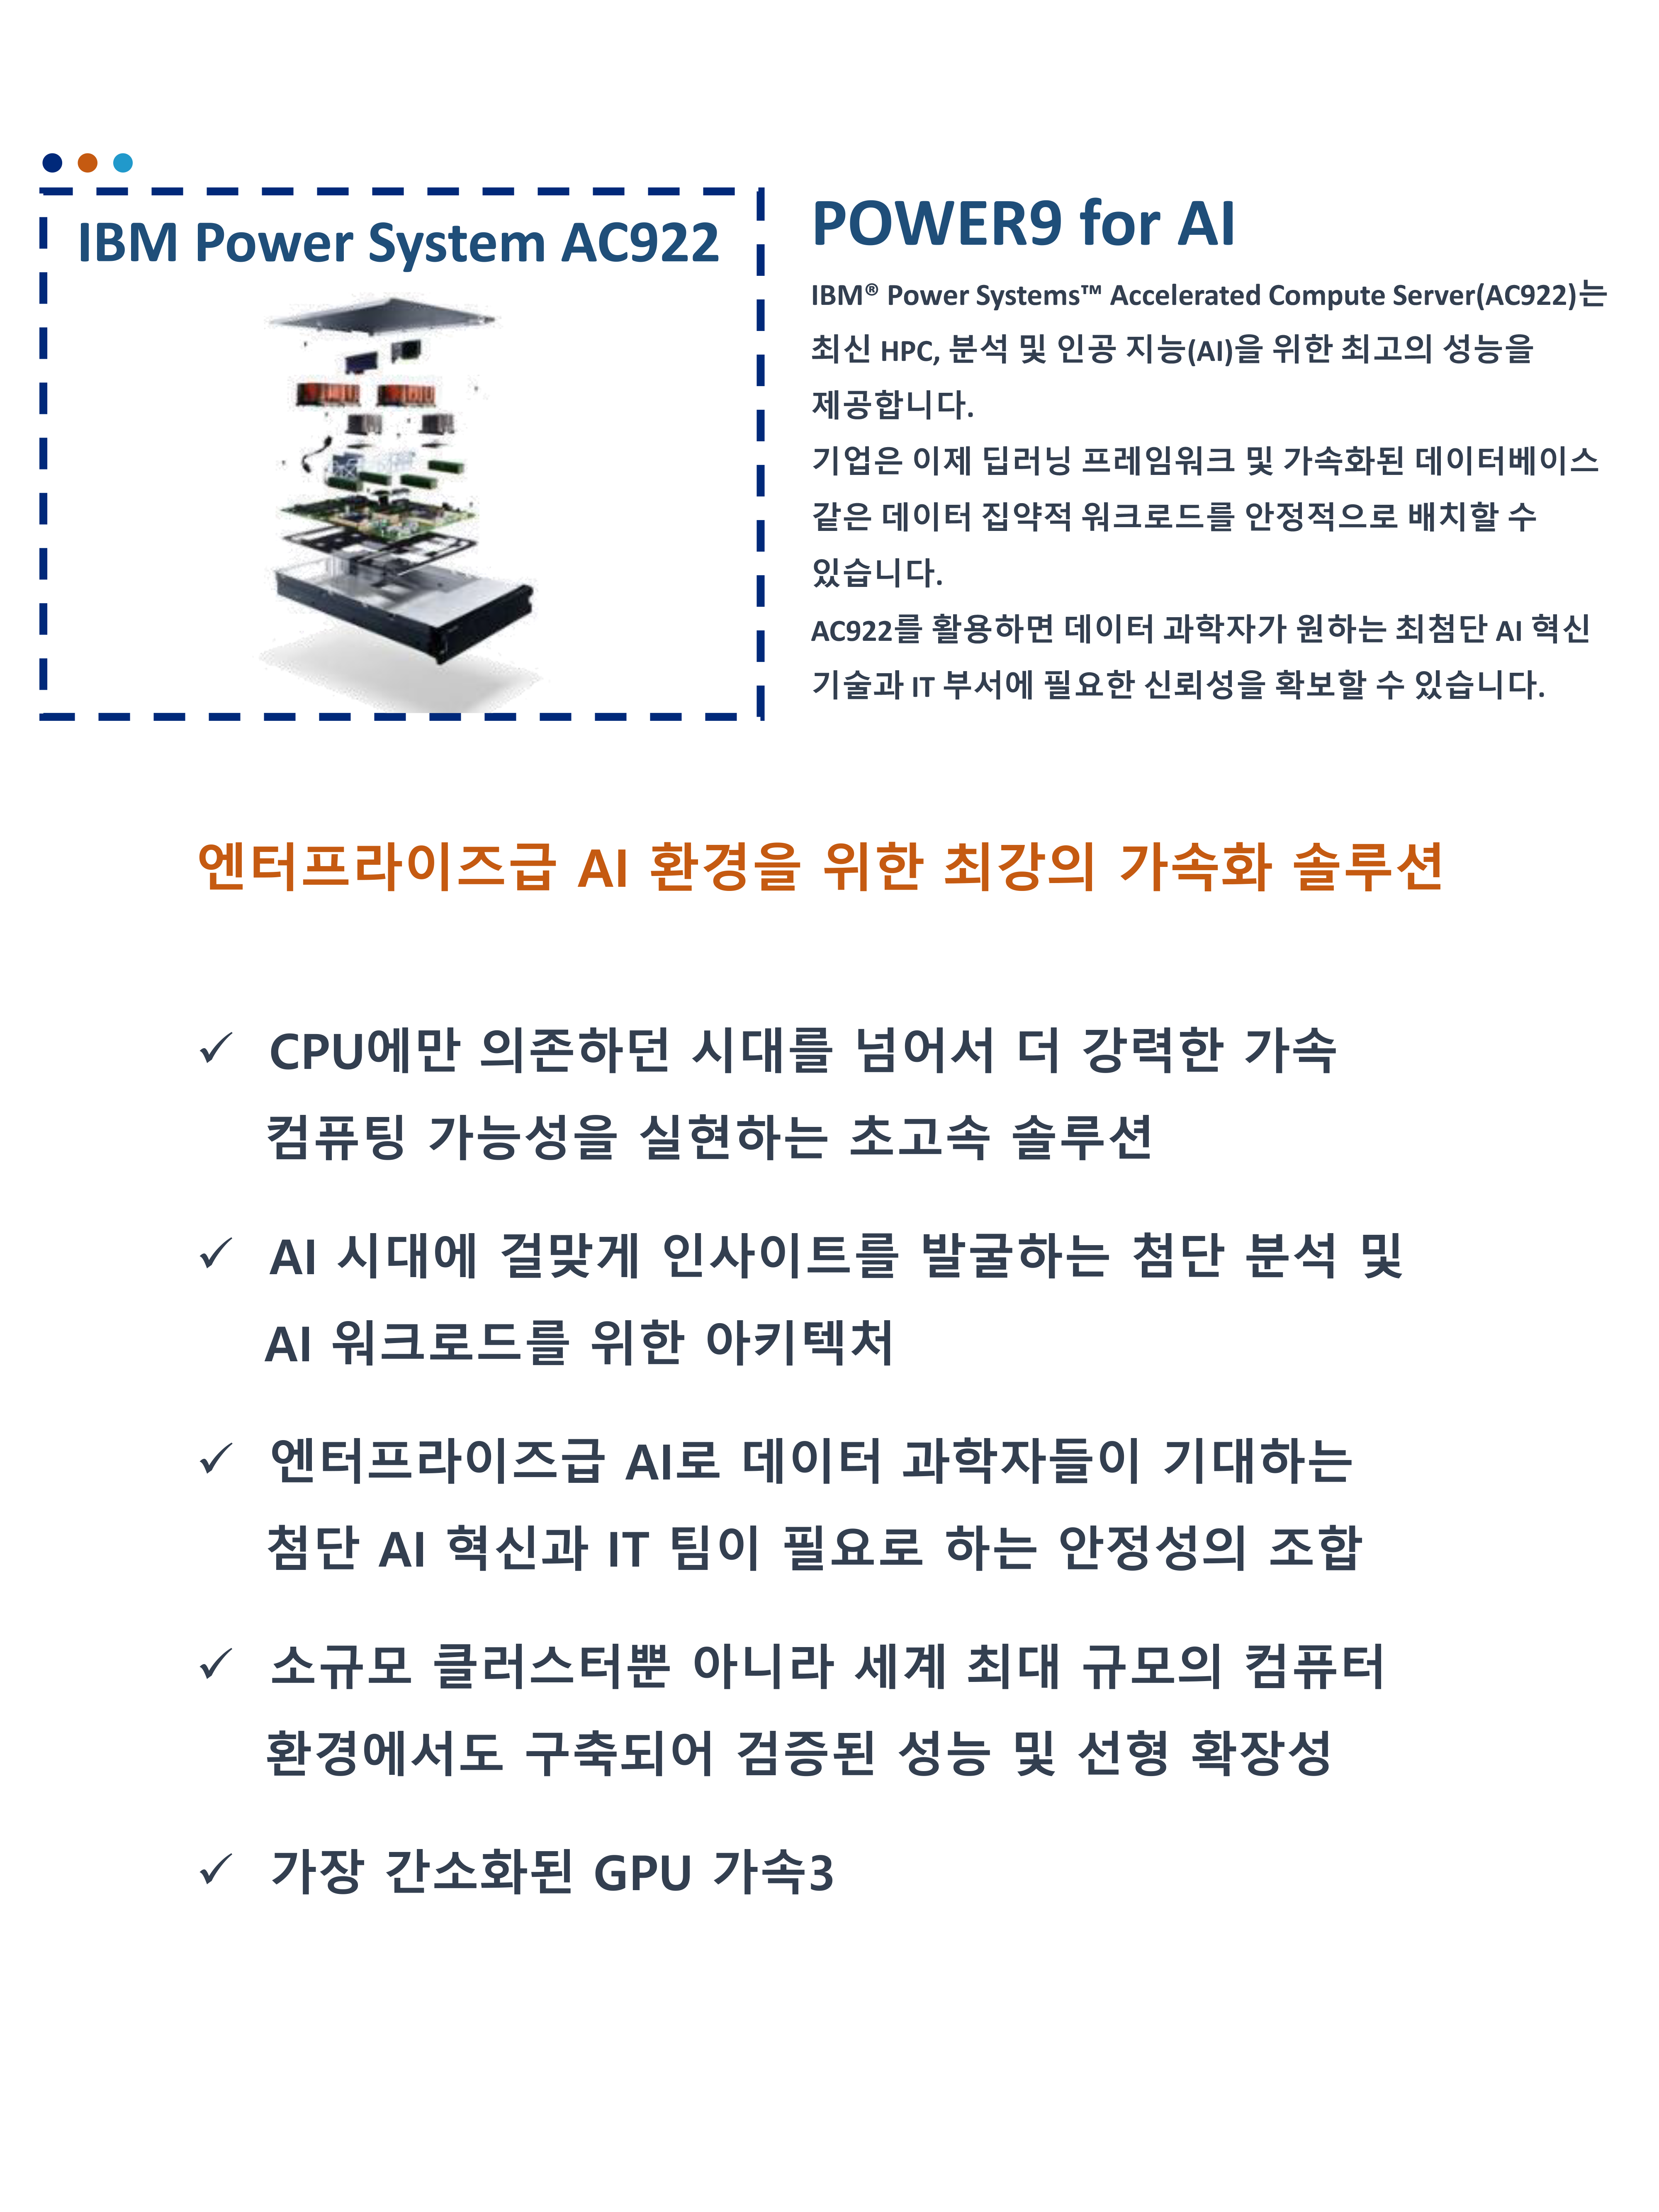 IBM Power System AC922
POWER9 for AI
IBM® Power Systems™ Accelerated Compute Server(AC922)는
최신 HPC, 분석 및 인공 지능(AI)을 위한 최고의 성능을
제공합니다.
기업은 이제 딥러닝 프레임워크 및 가속화된 데이터베이스
같은 데이터 집약적 워크로드를 안정적으로 배치할 수
있습니다.
AC922를 활용하면 데이터 과학자가 원하는 최첨단 AI 혁신
기술과 IT 부서에 필요한 신뢰성을 확보할 수 있습니다.
엔터프라이즈급 AI 환경을 위한 최강의 가속화 솔루션
✓ CPU에만 의존하던 시대를 넘어서 더 강력한 가속
컴퓨팅 가능성을 실현하는 초고속 솔루션
✓ AI 시대에 걸맞게 인사이트를 발굴하는 첨단 분석 및
AI 워크로드를 위한 아키텍처
✓ 엔터프라이즈급 AI로 데이터 과학자들이 기대하는
첨단 AI 혁신과 IT 팀이 필요로 하는 안정성의 조합
✓ 소규모 클러스터뿐 아니라 세계 최대 규모의 컴퓨터
환경에서도 구축되어 검증된 성능 및 선형 확장성
✓ 가장 간소화된 GPU 가속3